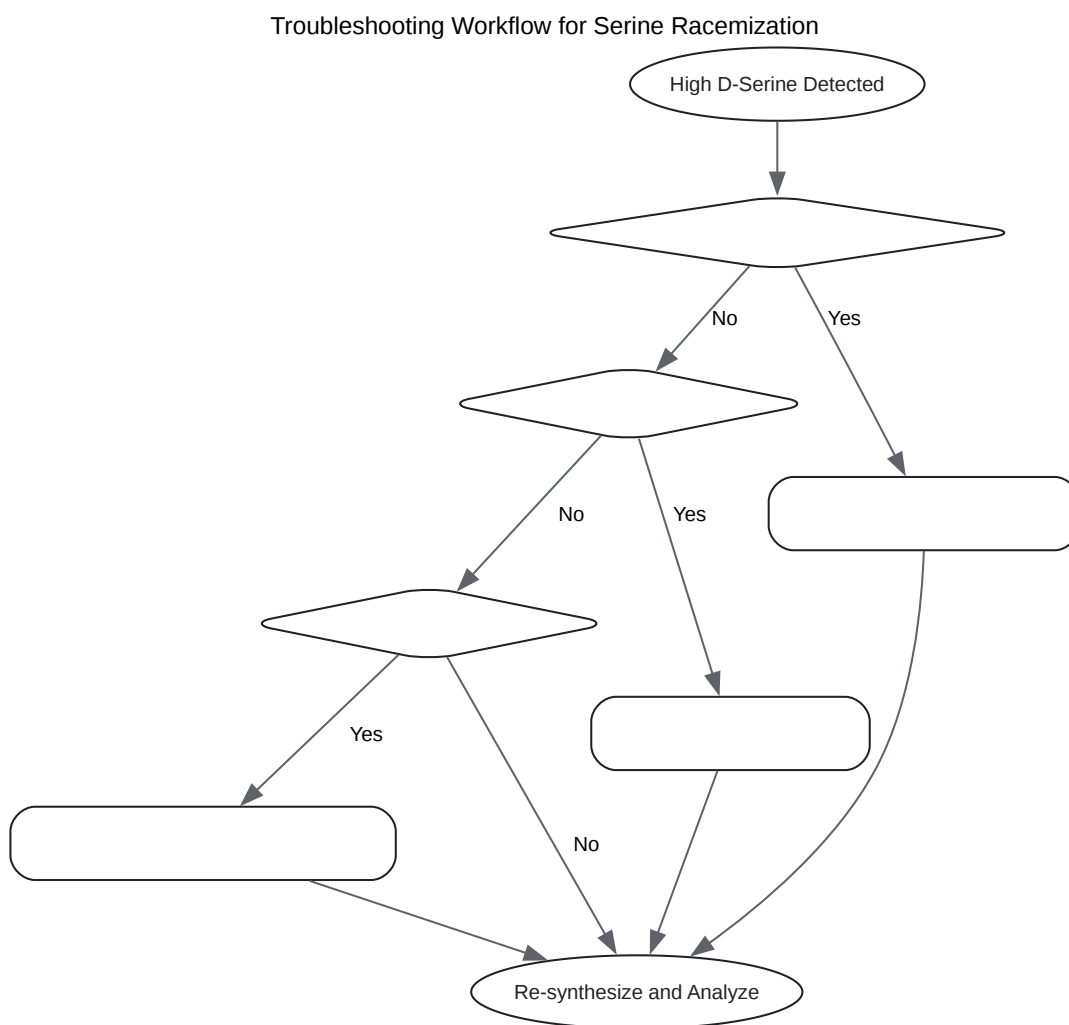 Troubleshooting Workflow for Serine Racemization
High D-Serine Detected
No
Yes
No
Yes
Yes
No
Re-synthesize and Analyze